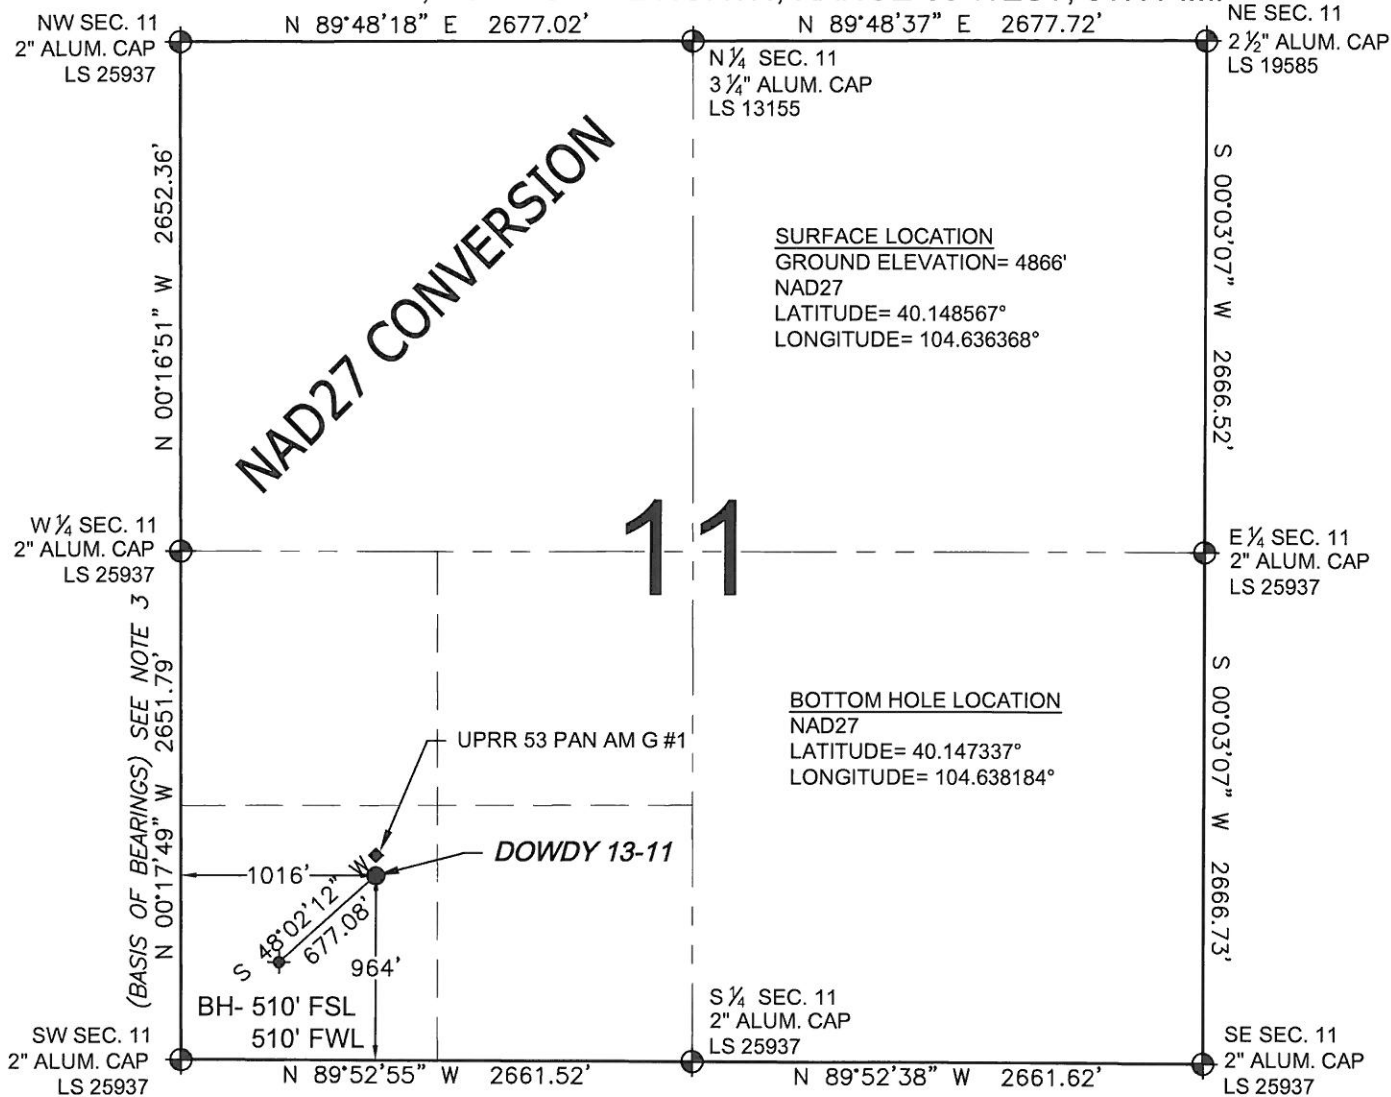 N 89°48'18" E 2677.02'
N 89°48'37" E 2677.72'
NW SEC. 11
2" ALUM. CAP
LS 25937
N ¼ SEC. 11
3 ¼" ALUM. CAP
LS 13155
NE SEC. 11
2 ½" ALUM. CAP
LS 19585
N 00°16'51" W 2652.36'
NAD27 CONVERSION
SURFACE LOCATION
GROUND ELEVATION= 4866'
NAD27
LATITUDE= 40.148567°
LONGITUDE= 104.636368°
S 00°03'07" W 2666.52'
W ¼ SEC. 11
2" ALUM. CAP
LS 25937
11
E ¼ SEC. 11
2" ALUM. CAP
LS 25937
(BASIS OF BEARINGS) SEE NOTE 3
N 00°17'49" W 2651.79'
UPRR 53 PAN AM G #1
BOTTOM HOLE LOCATION
NAD27
LATITUDE= 40.147337°
LONGITUDE= 104.638184°
S 00°03'07" W 2666.73'
DOWDY 13-11
1016'
S 48°02'12" W
677.08'
964'
BH- 510' FSL
510' FWL
SW SEC. 11
2" ALUM. CAP
LS 25937
S ¼ SEC. 11
2" ALUM. CAP
LS 25937
SE SEC. 11
2" ALUM. CAP
LS 25937
N 89°52'55" W 2661.52'
N 89°52'38" W 2661.62'